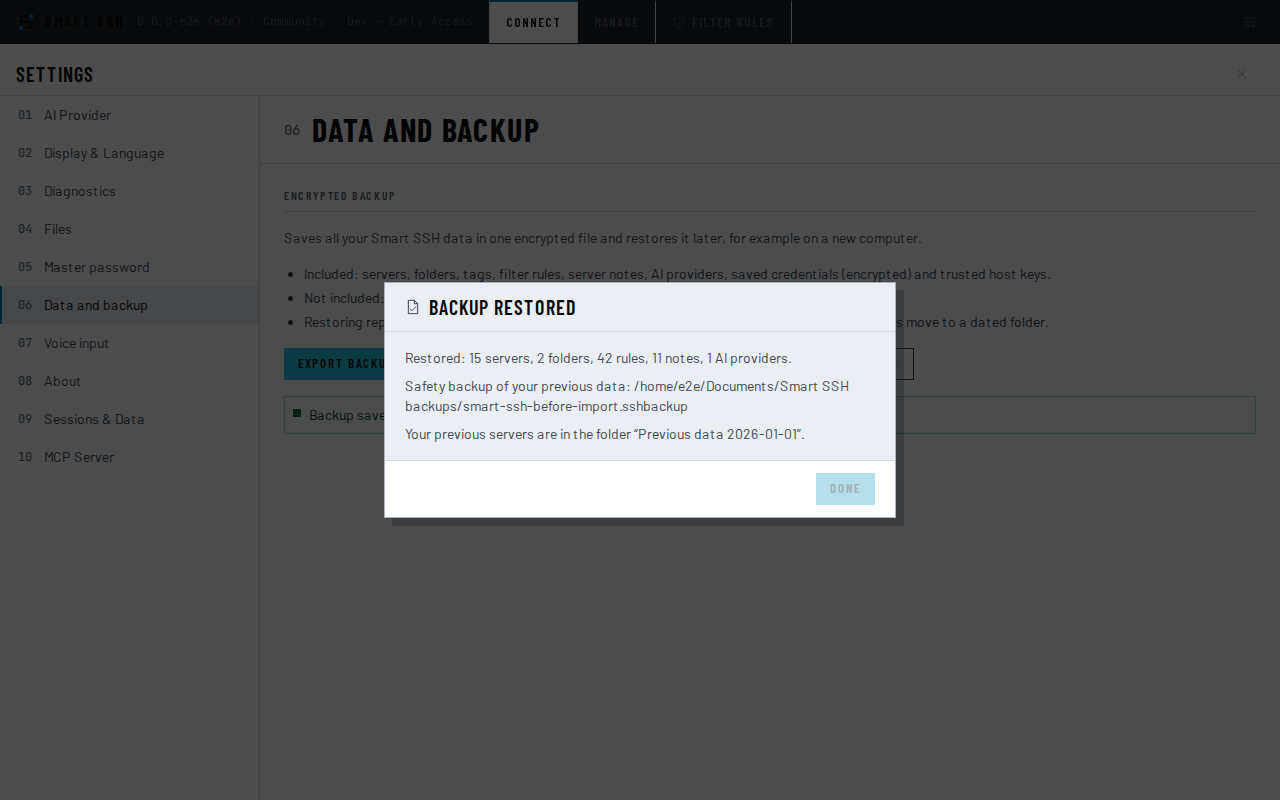 SMART SSH 0.0.0-e2e (e2e) - Community | Dev - Early Access CONNECT MANAGE FILTER RULES
SETTINGS
01 AI Provider
02 Display & Language
03 Diagnostics
04 Files
05 Master password
06 Data and backup
07 Voice input
08 About
09 Sessions & Data
10 MCP Server
06 DATA AND BACKUP
ENCRYPTED BACKUP
Saves all your Smart SSH data in one encrypted file and restores it later, for example on a new computer.
Included: servers, folders, tags, filter rules, server notes, AI providers, saved credentials (encrypted) and trusted host keys.
Not included:
Restoring rep
s move to a dated folder.
EXPORT BACKU
Backup save
BACKUP RESTORED
Restored: 15 servers, 2 folders, 42 rules, 11 notes, 1 AI providers.
Safety backup of your previous data: /home/e2e/Documents/Smart SSH
backups/smart-ssh-before-import.sshbackup
Your previous servers are in the folder “Previous data 2026-01-01”.
DONE